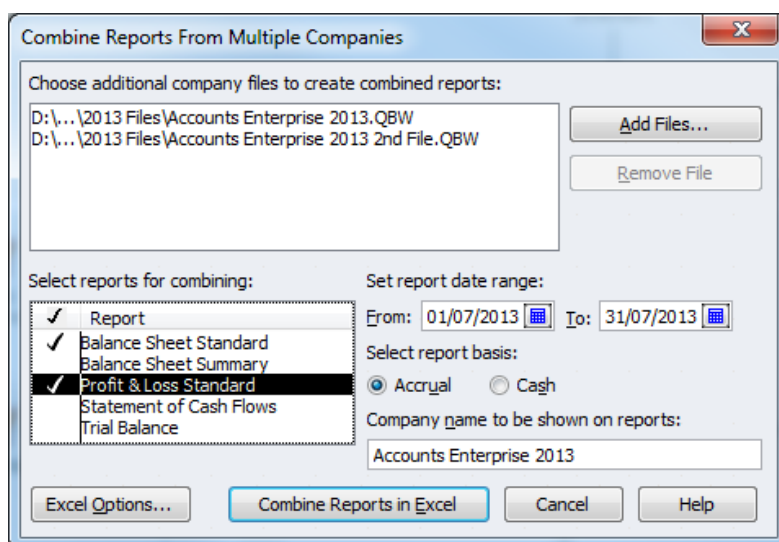 Combine Reports From Multiple Companies
Choose additional company files to create combined reports:
D:\...\2013 Files\Accounts Enterprise 2013.QBW
D:\...\2013 Files\Accounts Enterprise 2013 2nd File.QBW
Add Files...
Remove File
Select reports for combining:
✓ Report
✓ Balance Sheet Standard
Balance Sheet Summary
✓ Profit & Loss Standard
Statement of Cash Flows
Trial Balance
Set report date range:
From: 01/07/2013 To: 31/07/2013
Select report basis:
Accrual Cash
Company name to be shown on reports:
Accounts Enterprise 2013
Excel Options... Combine Reports in Excel Cancel Help